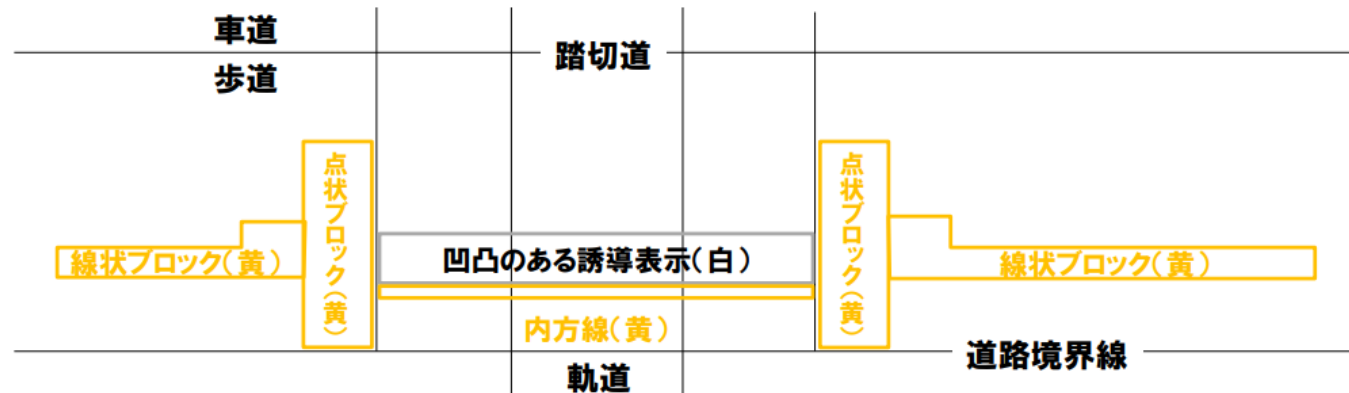 車道
踏切道
歩道
点状ブロック(黄)
点状ブロック(黄)
凹凸のある誘導表示(白)
線状ブロック(黄)
線状ブロック(黄)
内方線(黄)
道路境界線
軌道